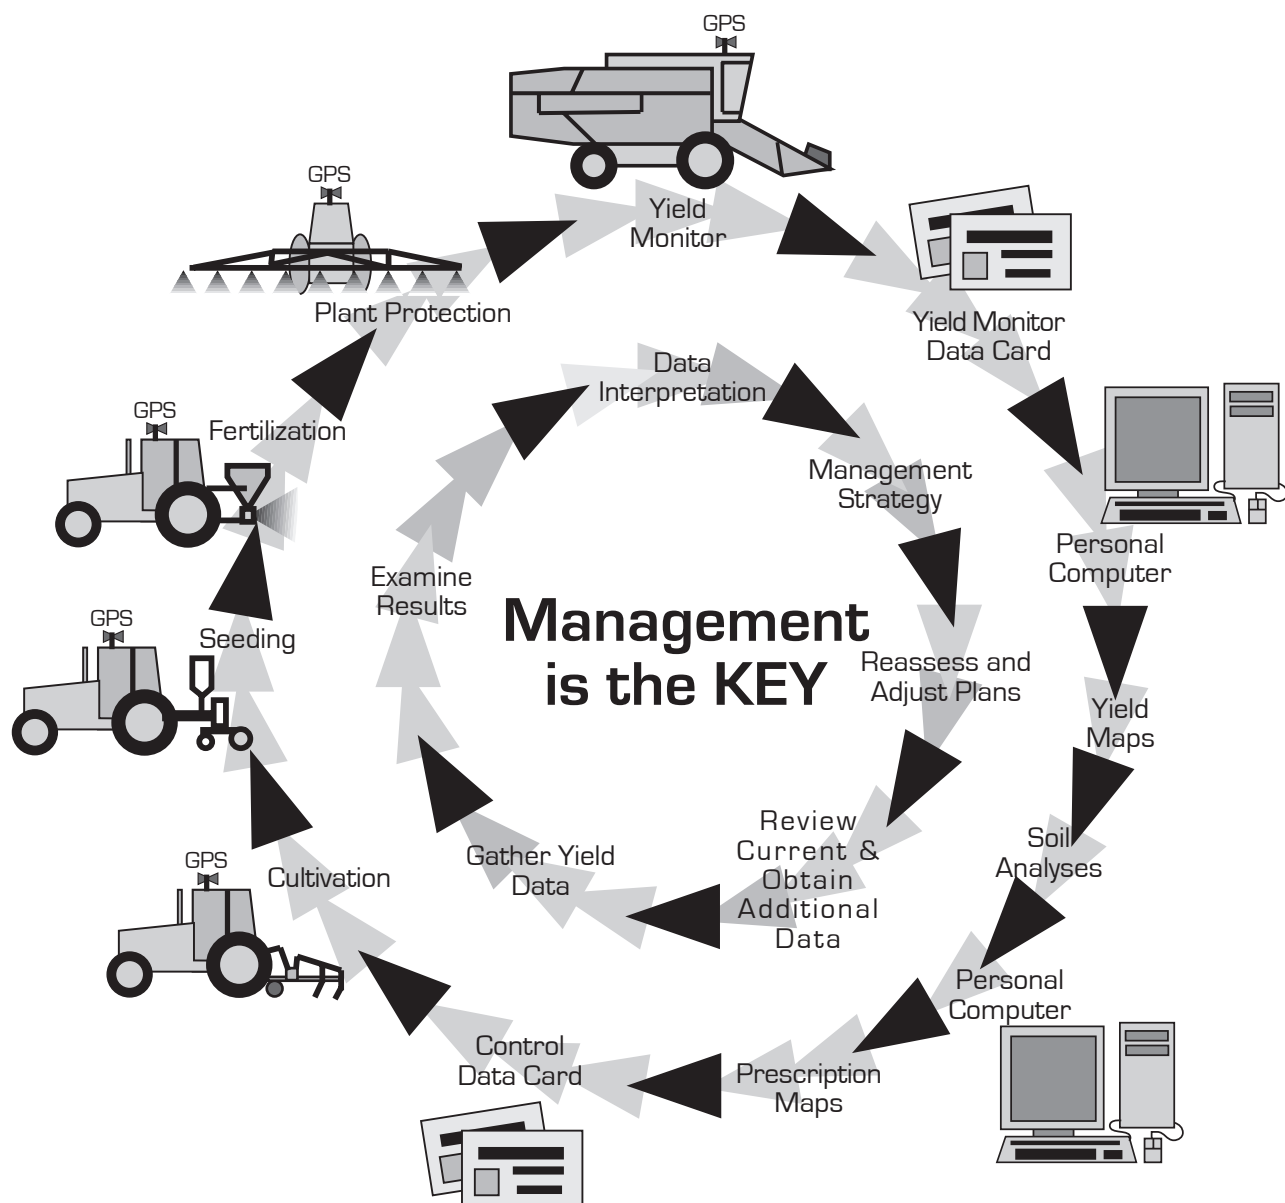 GPS
Yield
Monitor
Yield Monitor
Data Card
Personal
Computer
Yield
Maps
Soil
Analyses
Personal
Computer
Prescription
Maps
Control
Data Card
GPS
Cultivation
GPS
Seeding
GPS
Fertilization
GPS
Plant Protection
Data
Interpretation
Management
Strategy
Reassess and
Adjust Plans
Review
Current &
Obtain
Additional
Data
Gather Yield
Data
Examine
Results
Management
is the KEY